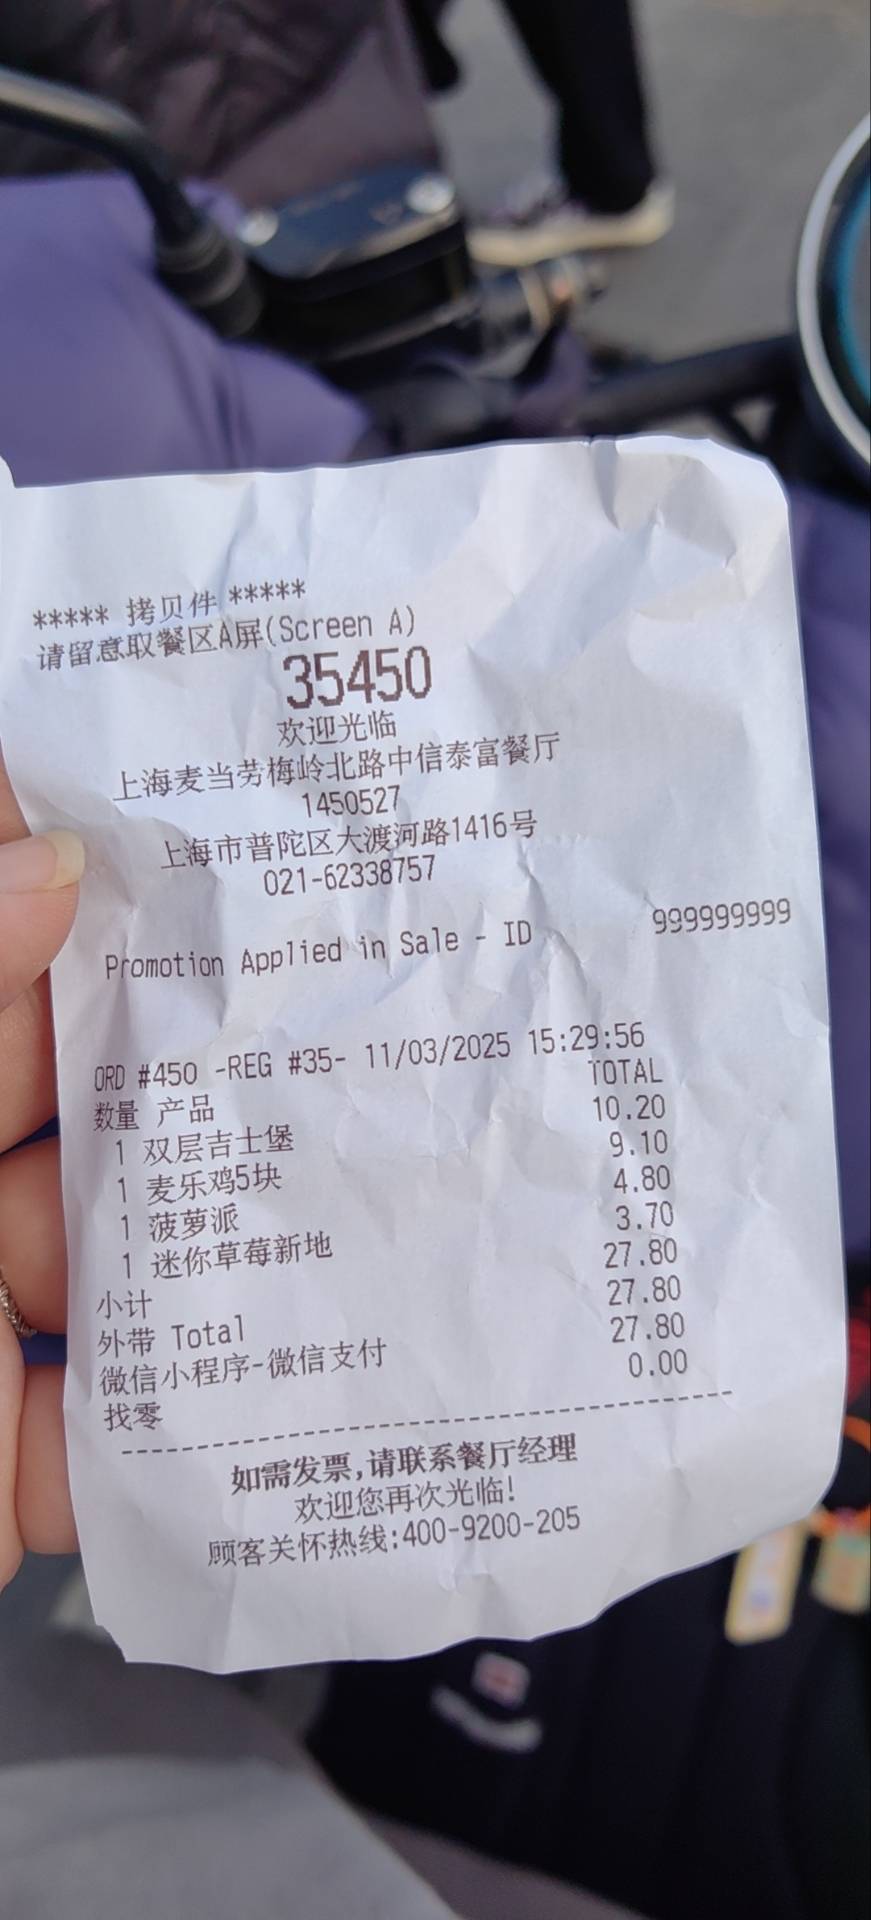 ***** 拷贝件 *****
请留意取餐区A屏(Screen A)
35450
欢迎光临
上海麦当劳梅岭北路中信泰富餐厅
1450527
上海市普陀区大渡河路1416号
021-62338757
Promotion Applied in Sale - ID 999999999
ORD #450 -REG #35- 11/03/2025 15:29:56
数量 产品 TOTAL
1 双层吉士堡 10.20
1 麦乐鸡5块 9.10
1 菠萝派 4.80
1 迷你草莓新地 3.70
小计 27.80
外带 Total 27.80
微信小程序-微信支付 27.80
找零 0.00
如需发票,请联系餐厅经理
欢迎您再次光临!
顾客关怀热线:400-9200-205